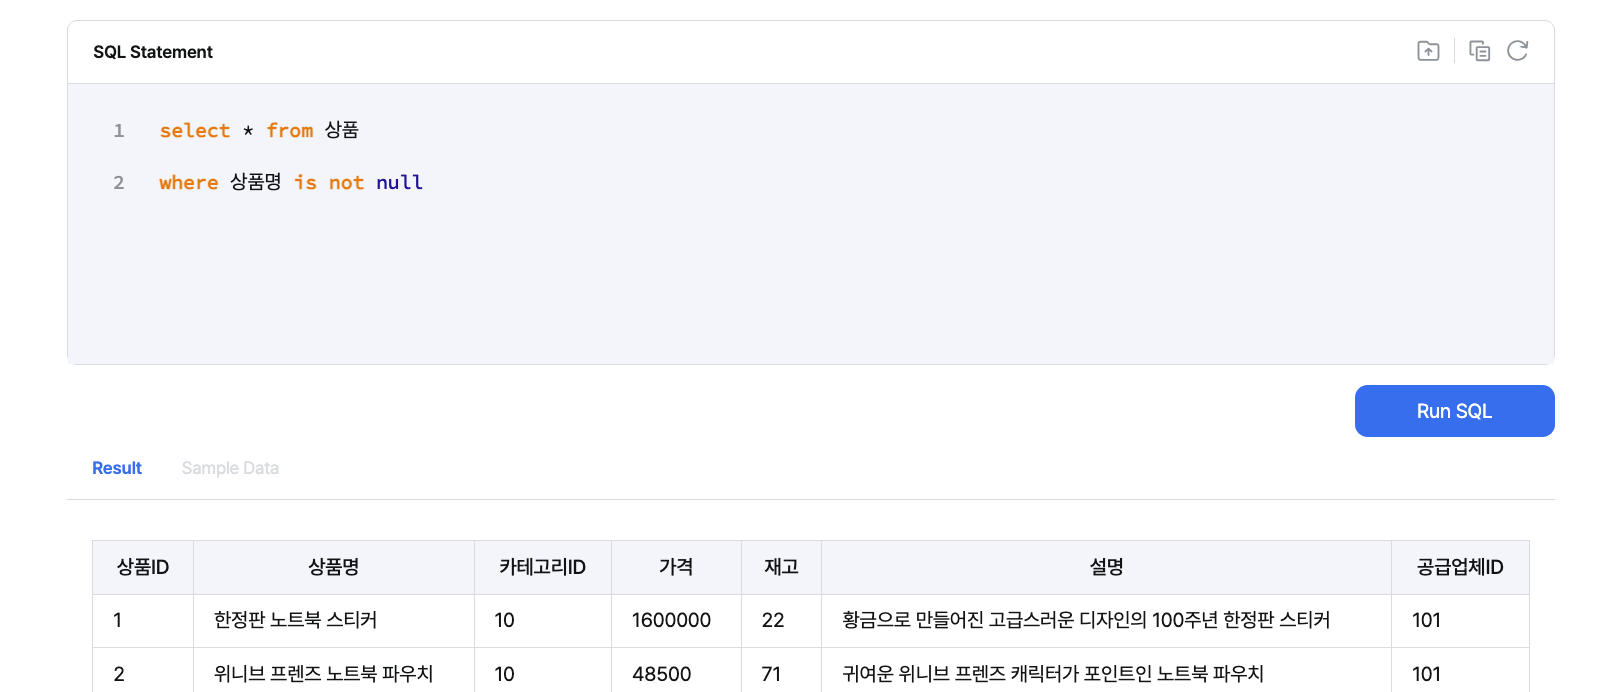 SQL Statement
1 select * from 상품
2 where 상품명 is not null
Run SQL
Result Sample Data
상품ID 상품명 카테고리ID 가격 재고 설명 공급업체ID
1 한정판 노트북 스티커 10 1600000 22 황금으로 만들어진 고급스러운 디자인의 100주년 한정판 스티커 101
2 위니브 프렌즈 노트북 파우치 10 48500 71 귀여운 위니브 프렌즈 캐릭터가 포인트인 노트북 파우치 101